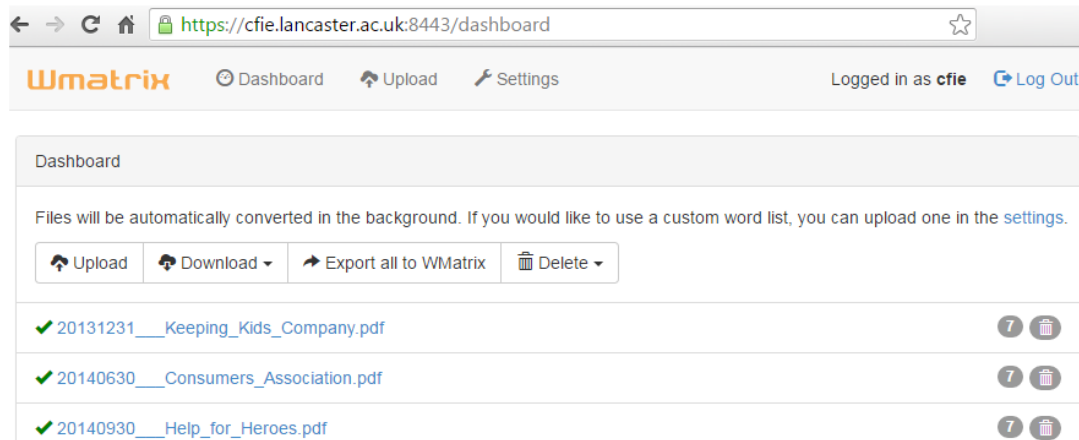 https://cfie.lancaster.ac.uk:8443/dashboard
Wmatrix Dashboard Upload Settings Logged in as cfie Log Out
Dashboard
Files will be automatically converted in the background. If you would like to use a custom word list, you can upload one in the settings.
Upload Download Export all to WMatrix Delete
20131231___Keeping_Kids_Company.pdf 7
20140630___Consumers_Association.pdf 7
20140930___Help_for_Heroes.pdf 7